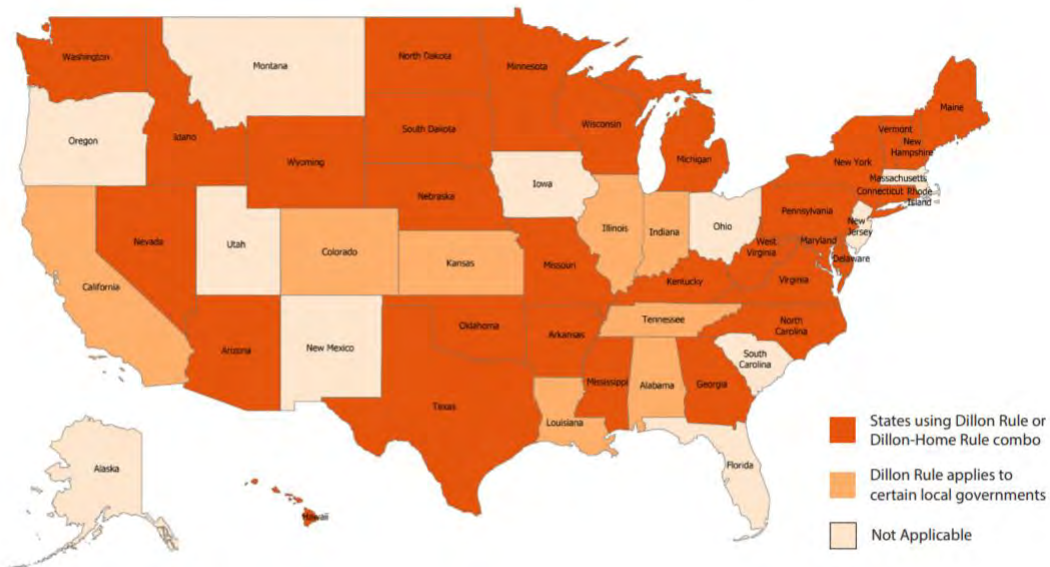 Washington
Montana
North Dakota
Minnesota
Maine
Vermont
New
Hampshire
Oregon
Idaho
South Dakota
Wisconsin
Michigan
New York
Massachusetts
Connecticut
Rhode
Island
Wyoming
Iowa
Nebraska
Pennsylvania
New
Jersey
Nevada
Utah
Colorado
Kansas
Illinois
Indiana
Ohio
Missouri
West
Virginia
Maryland
Delaware
California
Kentucky
Virginia
Arizona
New Mexico
Oklahoma
Arkansas
Tennessee
North
Carolina
South
Carolina
Texas
Mississippi
Alabama
Georgia
Louisiana
Florida
Alaska
Hawaii
States using Dillon Rule or
Dillon-Home Rule combo
Dillon Rule applies to
certain local governments
Not Applicable